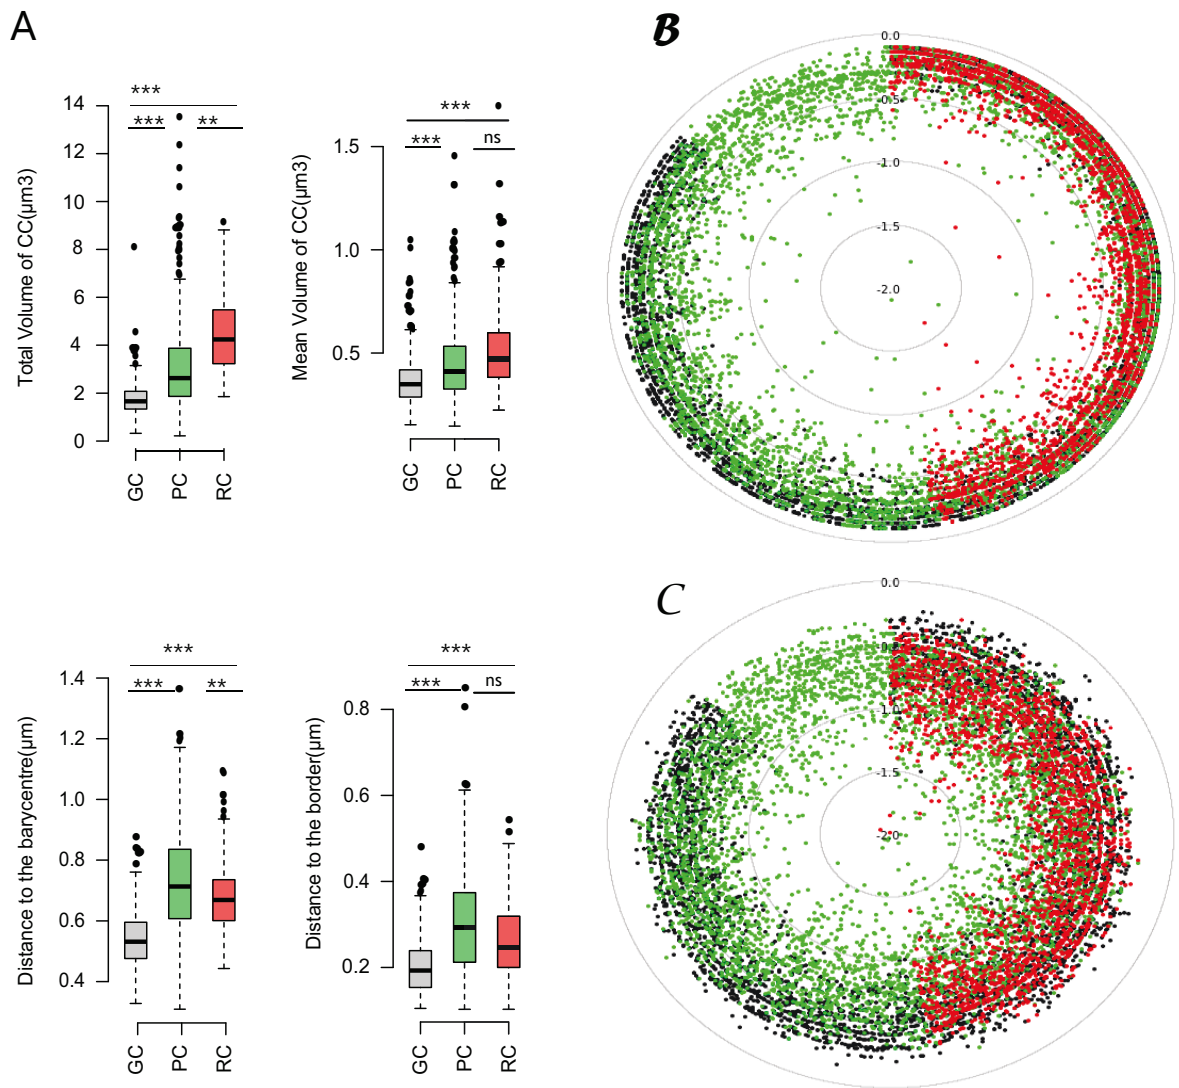 A
Total Volume of CC(µm3)
14
12
10
8
6
4
2
0
***
***
**
GC
PC
RC
Mean Volume of CC(µm3)
1.5
1.0
0.5
***
***
ns
GC
PC
RC
B
0.0
0.5
-1.0
-1.5
-2.0
Distance to the barycentre(µm)
1.4
1.2
1.0
0.8
0.6
0.4
***
***
**
GC
PC
RC
Distance to the border(µm)
0.8
0.6
0.4
0.2
***
***
ns
GC
PC
RC
C
0.0
1.0
-1.5
-2.0